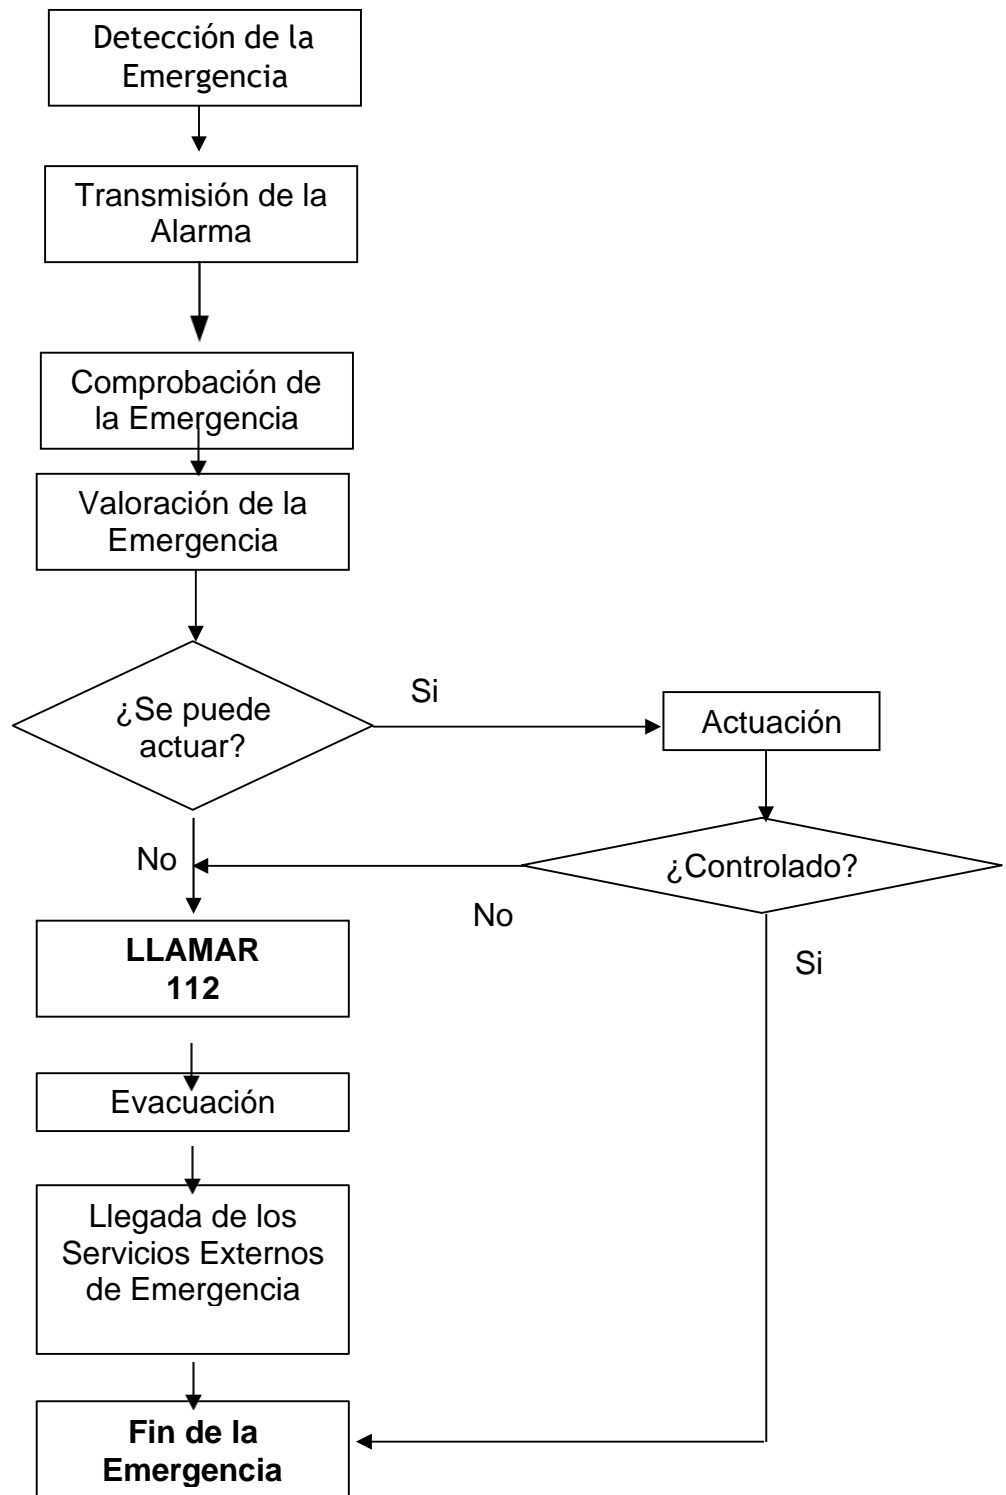 Detección de la
Emergencia
Transmisión de la
Alarma
Comprobación de
la Emergencia
Valoración de la
Emergencia
¿Se puede
actuar?
Si
Actuación
No
¿Controlado?
No
Si
LLAMAR
112
Evacuación
Llegada de los
Servicios Externos
de Emergencia
Fin de la
Emergencia